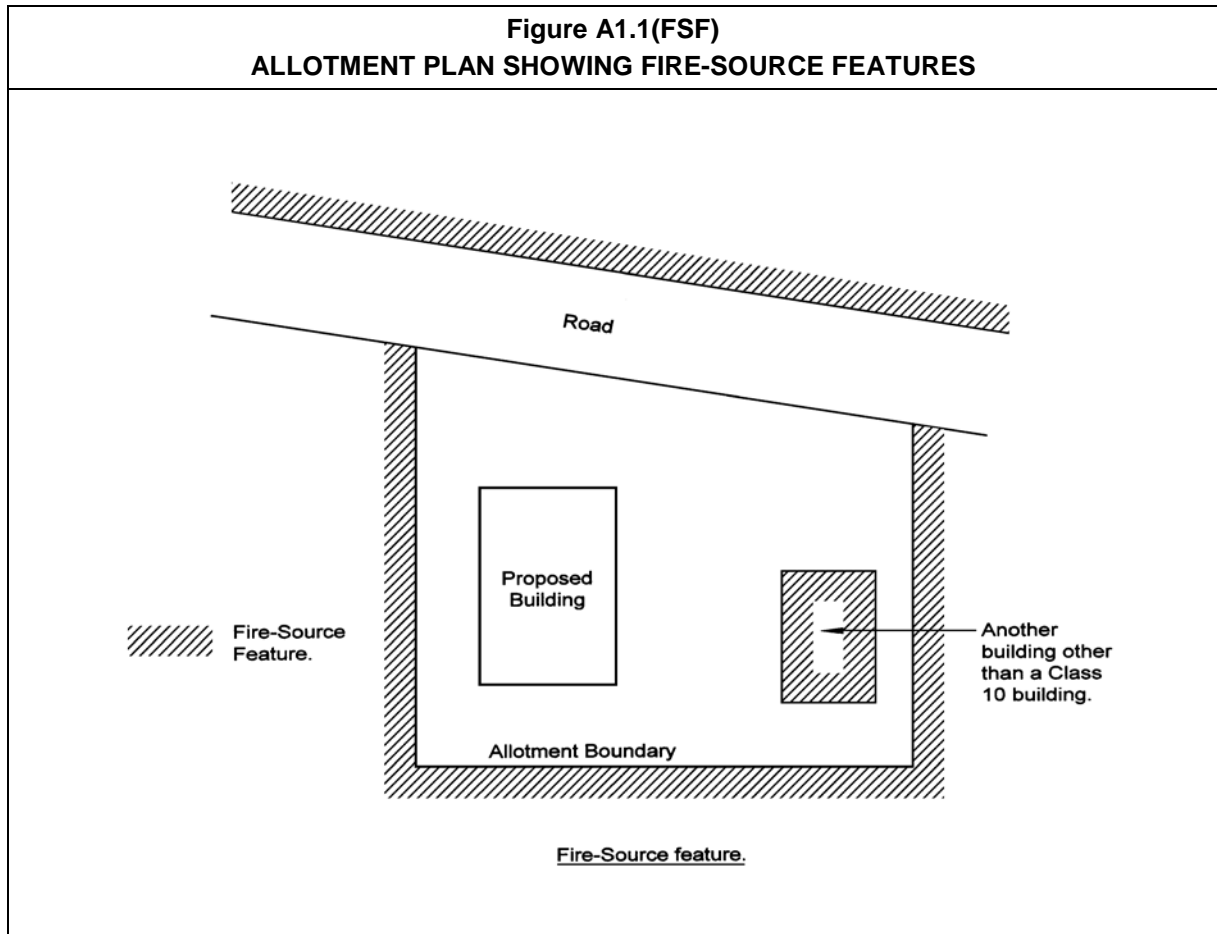 Figure A1.1(FSF)
ALLOTMENT PLAN SHOWING FIRE-SOURCE FEATURES
Road
Proposed
Building
Fire-Source
Feature.
Another
building other
than a Class
10 building.
Allotment Boundary
Fire-Source feature.